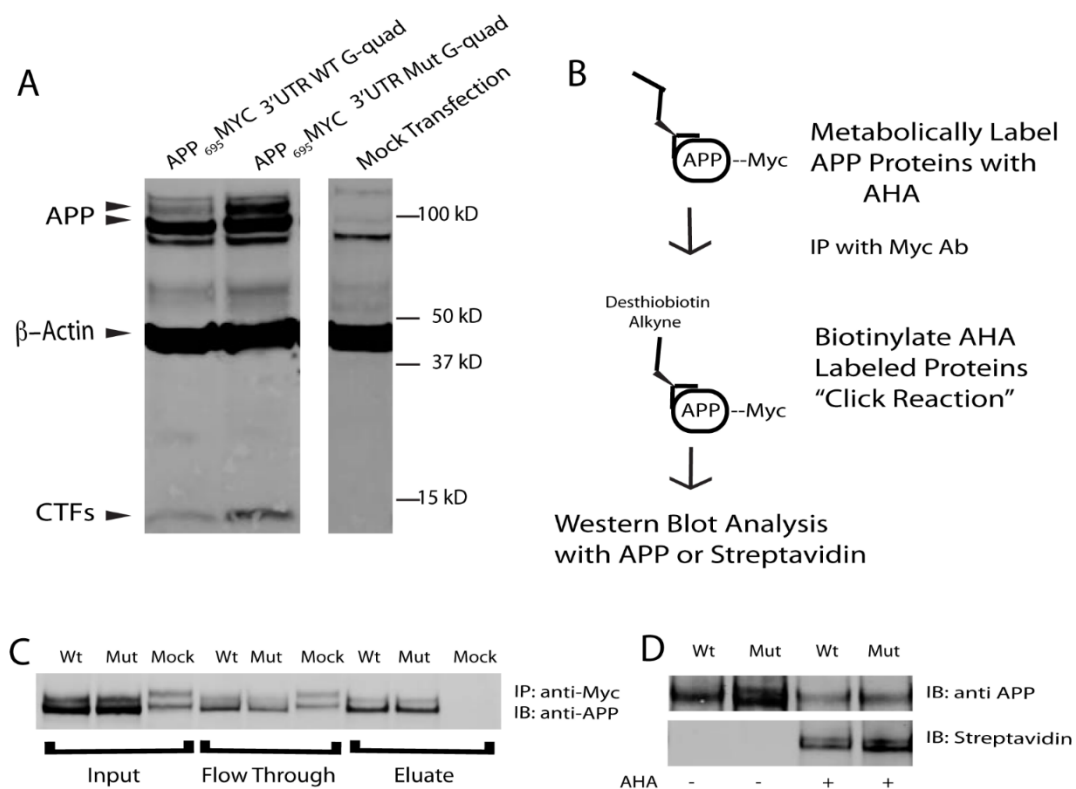 A
APP 695MYC 3'UTR WT G-quad
APP 695MYC 3'UTR Mut G-quad
Mock Transfection
APP
β-Actin
CTFs
100 kD
50 kD
37 kD
15 kD
B
APP --Myc
Metabolically Label
APP Proteins with
AHA
IP with Myc Ab
Desthiobiotin
Alkyne
APP --Myc
Biotinylate AHA
Labeled Proteins
“Click Reaction”
Western Blot Analysis
with APP or Streptavidin
C
Wt Mut Mock Wt Mut Mock Wt Mut Mock
IP: anti-Myc
IB: anti-APP
Input Flow Through Eluate
D
Wt Mut Wt Mut
IB: anti APP
IB: Streptavidin
AHA - - + +